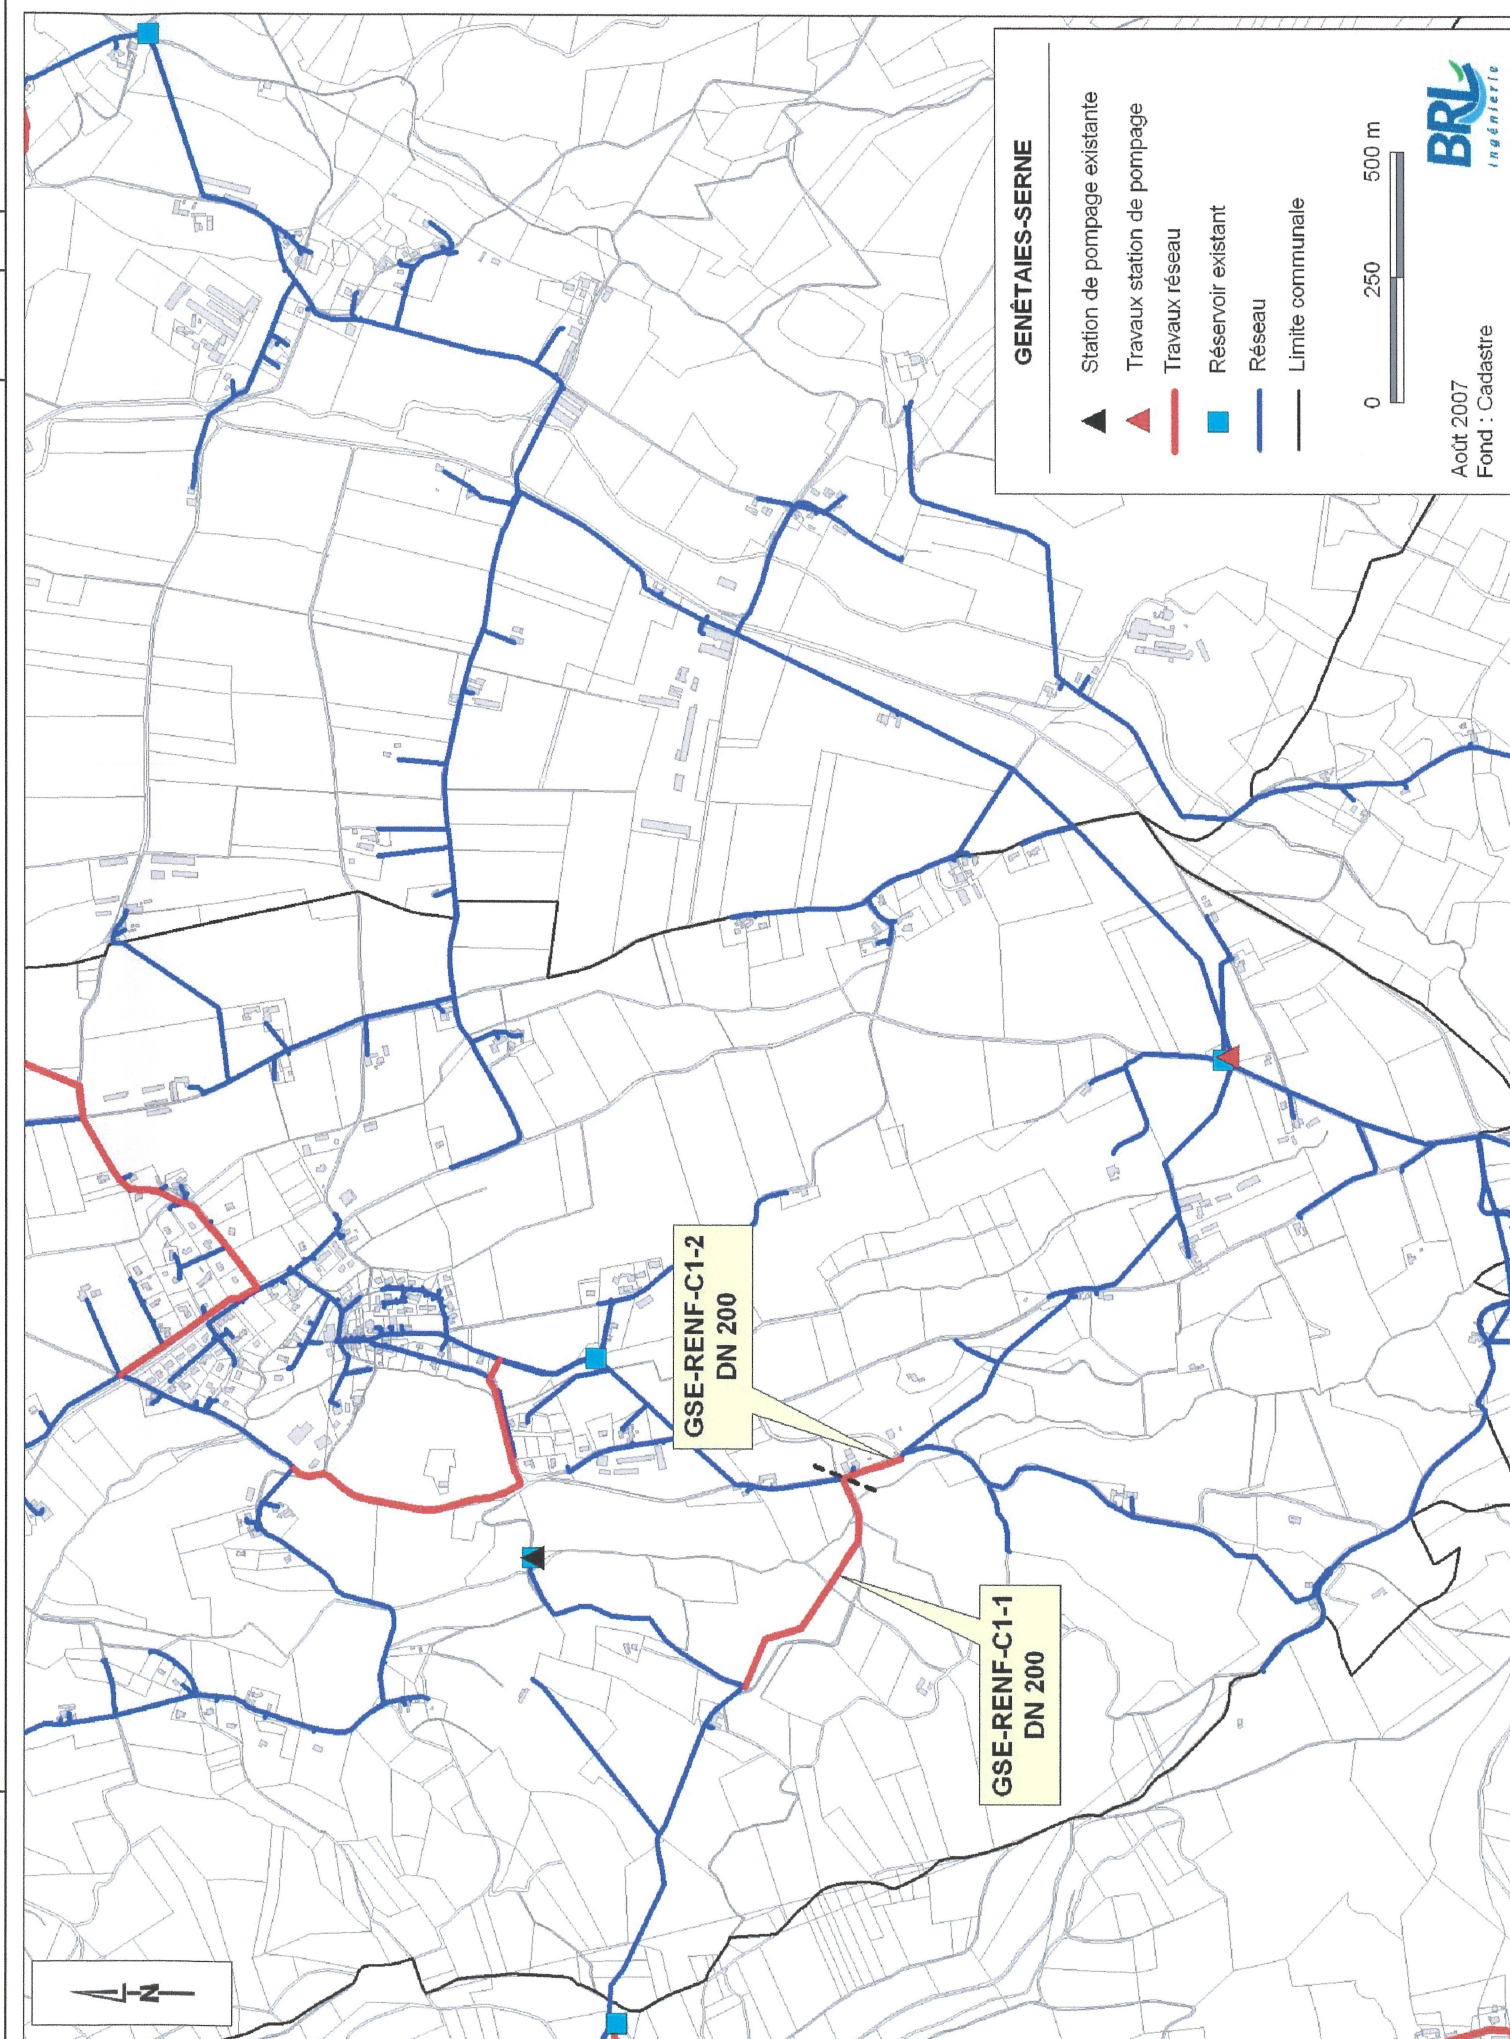 N
GSE-RENF-C1-1
DN 200
GSE-RENF-C1-2
DN 200
GENÊTAIES-SERNE
Station de pompage existante
Travaux station de pompage
Travaux réseau
Réservoir existant
Réseau
Limite communale
0 250 500 m
Août 2007
Fond : Cadastre
BRL
Ingénierie